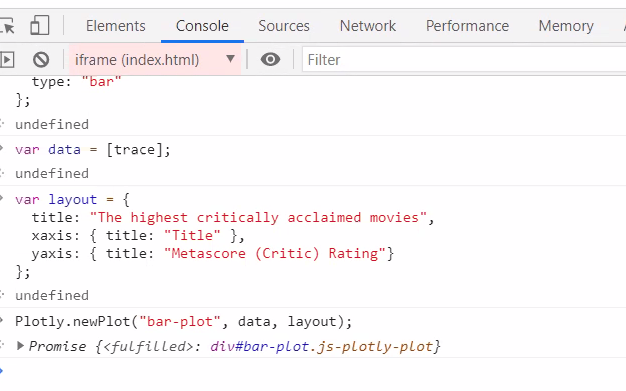 Elements Console Sources Network Performance Memory
iframe (index.html) Filter
type: "bar"
};
undefined
var data = [trace];
undefined
var layout = {
title: "The highest critically acclaimed movies",
xaxis: { title: "Title" },
yaxis: { title: "Metascore (Critic) Rating"}
};
undefined
Plotly.newPlot("bar-plot", data, layout);
Promise {<fulfilled>: div#bar-plot.js-plotly-plot}